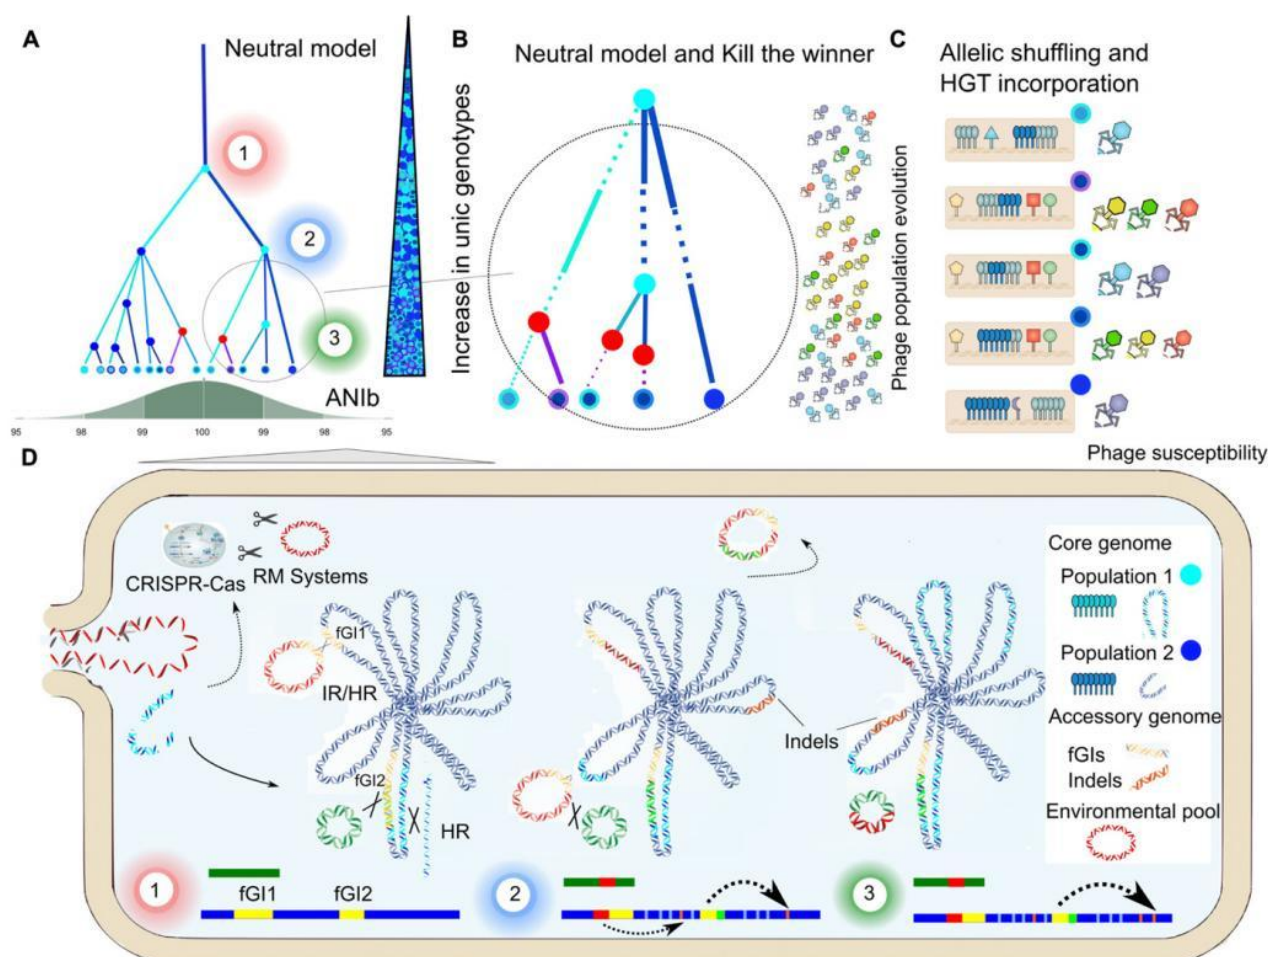 A
Neutral model
1
2
3
ANIb
95
98
99
100
99
98
95
Increase in unic genotypes
B
Neutral model and Kill the winner
Phage population evolution
C
Allelic shuffling and
HGT incorporation
Phage susceptibility
D
CRISPR-Cas
RM Systems
fGI1
IR/HR
fGI2
HR
Indels
Core genome
Population 1
Population 2
Accessory genome
fGIs
Indels
Environmental pool
1
fGI1
fGI2
2
3